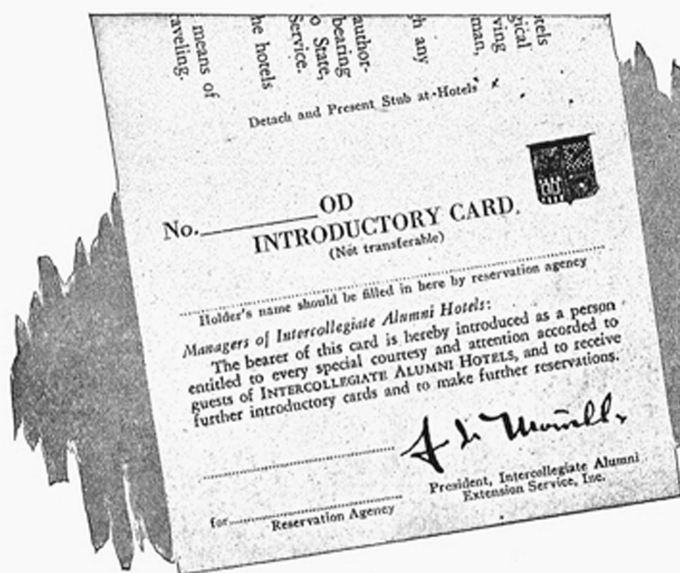 means of
raveling.
he hotels
author-
bearing
o State,
Service.
h any
otels
gical
ving
man,
Detach and Present Stub at Hotels
No. OD
INTRODUCTORY CARD.
(Not transferable)
Holder's name should be filled in here by reservation agency
Managers of Intercollegiate Alumni Hotels:
The bearer of this card is hereby introduced as a person
entitled to every special courtesy and attention accorded to
guests of INTERCOLLEGIATE ALUMNI HOTELS, and to receive
further introductory cards and to make further reservations.
President, Intercollegiate Alumni
Extension Service, Inc.
for
Reservation Agency